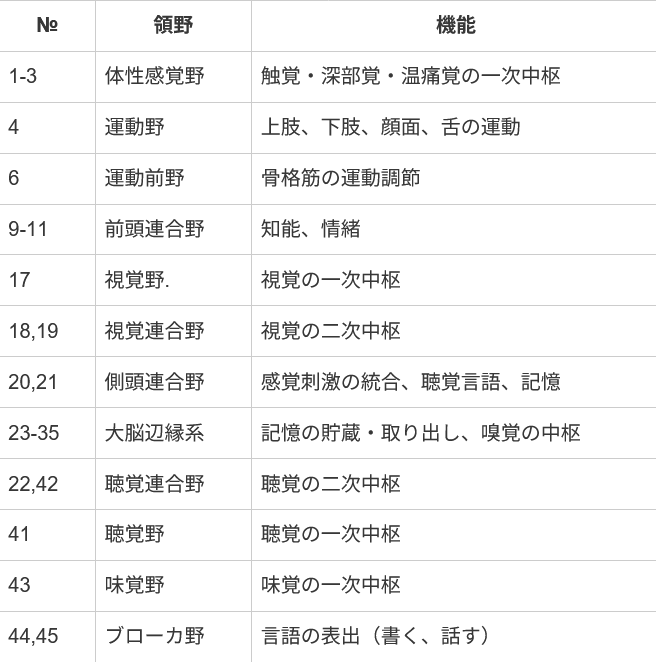 № 領野 機能
1-3 体性感覚野 触覚・深部覚・温痛覚の一次中枢
4 運動野 上肢、下肢、顔面、舌の運動
6 運動前野 骨格筋の運動調節
9-11 前頭連合野 知能、情緒
17 視覚野. 視覚の一次中枢
18,19 視覚連合野 視覚の二次中枢
20,21 側頭連合野 感覚刺激の統合、聴覚言語、記憶
23-35 大脳辺縁系 記憶の貯蔵・取り出し、嗅覚の中枢
22,42 聴覚連合野 聴覚の二次中枢
41 聴覚野 聴覚の一次中枢
43 味覚野 味覚の一次中枢
44,45 ブローカ野 言語の表出（書く、話す）